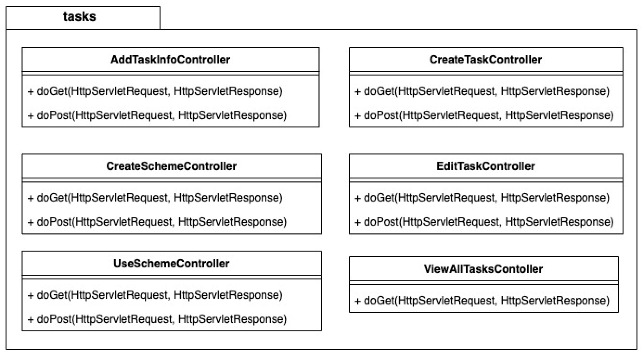 tasks
AddTaskInfoController
+ doGet(HttpServletRequest, HttpServletResponse)
+ doPost(HttpServletRequest, HttpServletResponse)
CreateTaskController
+ doGet(HttpServletRequest, HttpServletResponse)
+ doPost(HttpServletRequest, HttpServletResponse)
CreateSchemeController
+ doGet(HttpServletRequest, HttpServletResponse)
+ doPost(HttpServletRequest, HttpServletResponse)
EditTaskController
+ doGet(HttpServletRequest, HttpServletResponse)
+ doPost(HttpServletRequest, HttpServletResponse)
UseSchemeController
+ doGet(HttpServletRequest, HttpServletResponse)
+ doPost(HttpServletRequest, HttpServletResponse)
ViewAllTasksContoller
+ doGet(HttpServletRequest, HttpServletResponse)